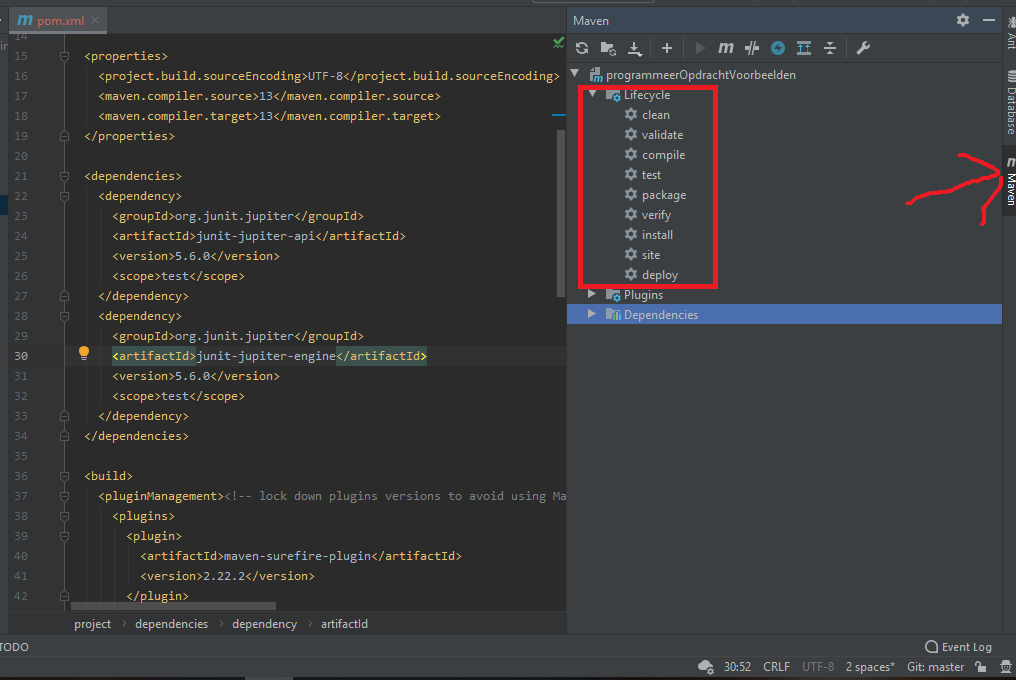 pom.xml
14
15 <properties>
16 <project.build.sourceEncoding>UTF-8</project.build.sourceEncoding>
17 <maven.compiler.source>13</maven.compiler.source>
18 <maven.compiler.target>13</maven.compiler.target>
19 </properties>
20
21 <dependencies>
22 <dependency>
23 <groupId>org.junit.jupiter</groupId>
24 <artifactId>junit-jupiter-api</artifactId>
25 <version>5.6.0</version>
26 <scope>test</scope>
27 </dependency>
28 <dependency>
29 <groupId>org.junit.jupiter</groupId>
30 <artifactId>junit-jupiter-engine</artifactId>
31 <version>5.6.0</version>
32 <scope>test</scope>
33 </dependency>
34 </dependencies>
35
36 <build>
37 <pluginManagement><!-- lock down plugins versions to avoid using Ma
38 <plugins>
39 <plugin>
40 <artifactId>maven-surefire-plugin</artifactId>
41 <version>2.22.2</version>
42 </plugin>
project › dependencies › dependency › artifactId
Maven
programmeerOpdrachtVoorbeelden
Lifecycle
clean
validate
compile
test
package
verify
install
site
deploy
Plugins
Dependencies
Ant
Database
Maven
TODO
Event Log
30:52 CRLF UTF-8 2 spaces* Git: master